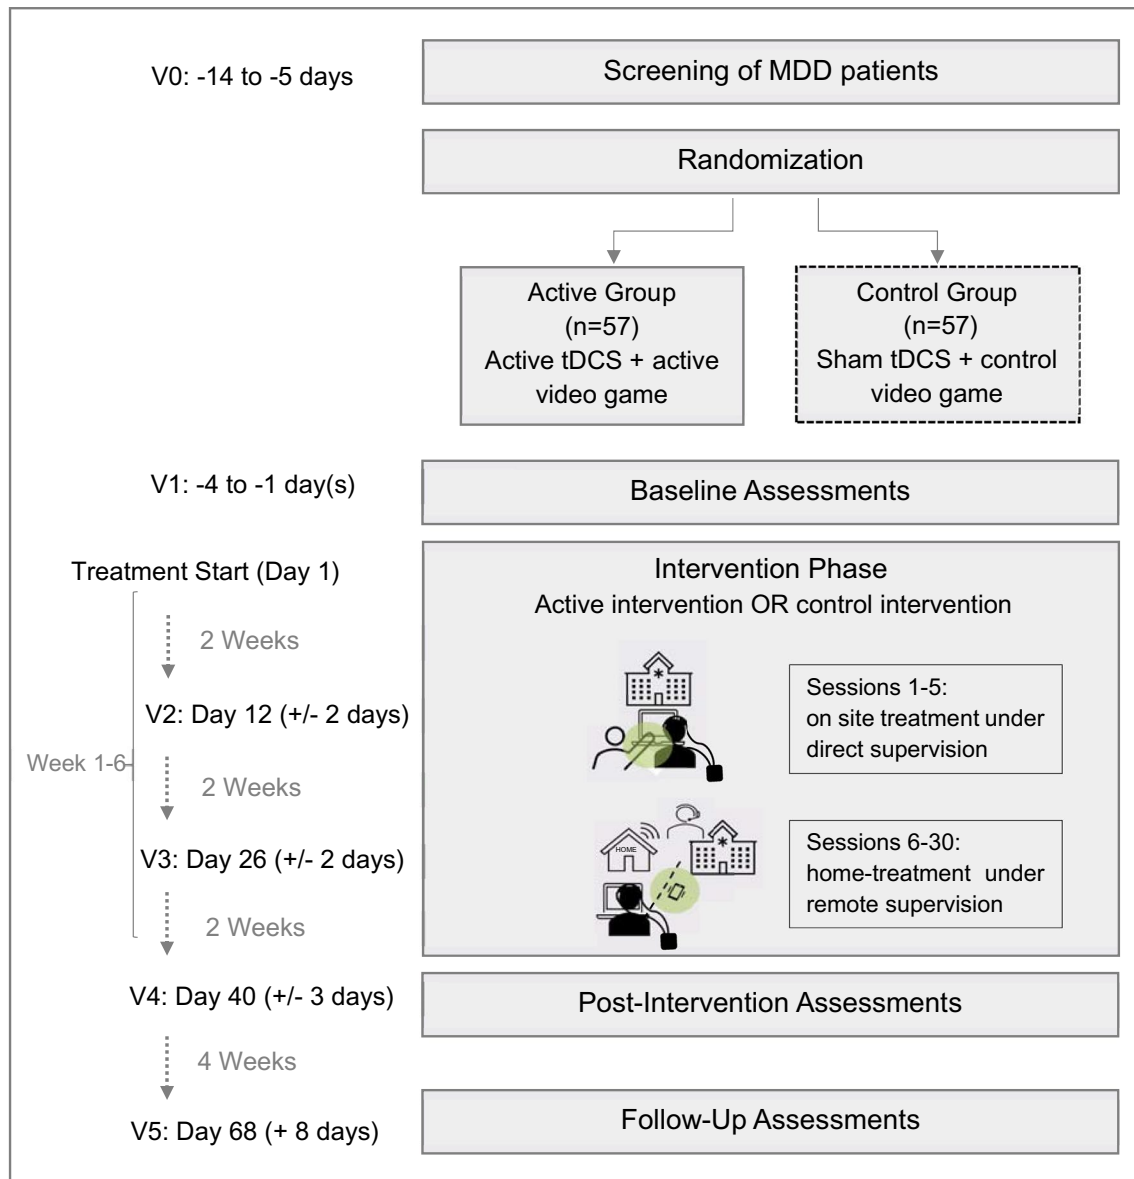 V0: -14 to -5 days
Screening of MDD patients
Randomization
Active Group
(n=57)
Active tDCS + active
video game
Control Group
(n=57)
Sham tDCS + control
video game
V1: -4 to -1 day(s)
Baseline Assessments
Treatment Start (Day 1)
2 Weeks
V2: Day 12 (+/- 2 days)
Week 1-6
2 Weeks
V3: Day 26 (+/- 2 days)
2 Weeks
Intervention Phase
Active intervention OR control intervention
Sessions 1-5:
on site treatment under
direct supervision
HOME
Sessions 6-30:
home-treatment under
remote supervision
V4: Day 40 (+/- 3 days)
Post-Intervention Assessments
4 Weeks
V5: Day 68 (+ 8 days)
Follow-Up Assessments